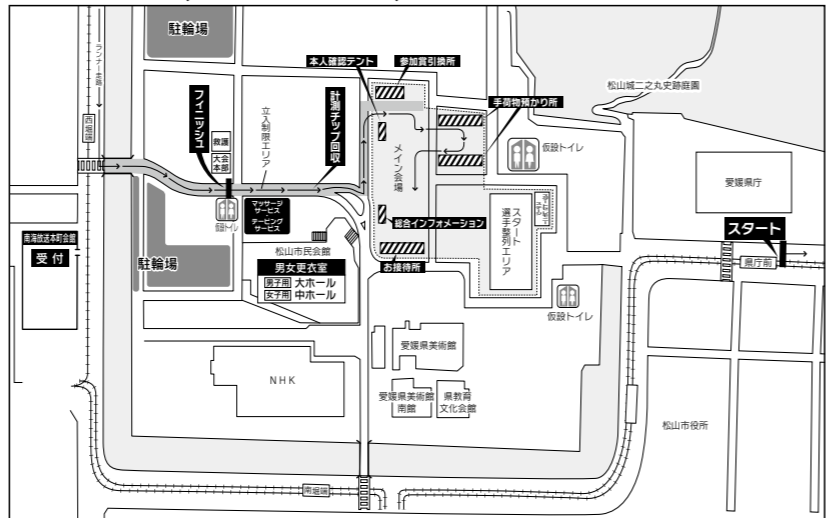 駐輪場
ランナー走路
西堀端
フィニッシュ
救護
大会
本部
立入制限エリア
計測チップ回収
本人確認テント
参加賞引換所
手荷物預かり所
メイン会場
仮設トイレ
松山城二之丸史跡庭園
愛媛県庁
スタート
県庁前
南海放送本町会館
受付
駐輪場
仮設トイレ
マッサージ
サービス
テーピング
サービス
松山市民会館
男女更衣室
男子用 大ホール
女子用 中ホール
総合インフォメーション
お接待所
スタート
選手整列エリア
仮設トイレ
NHK
愛媛県美術館
愛媛県美術館
南館
県教育
文化会館
松山市役所
南堀端